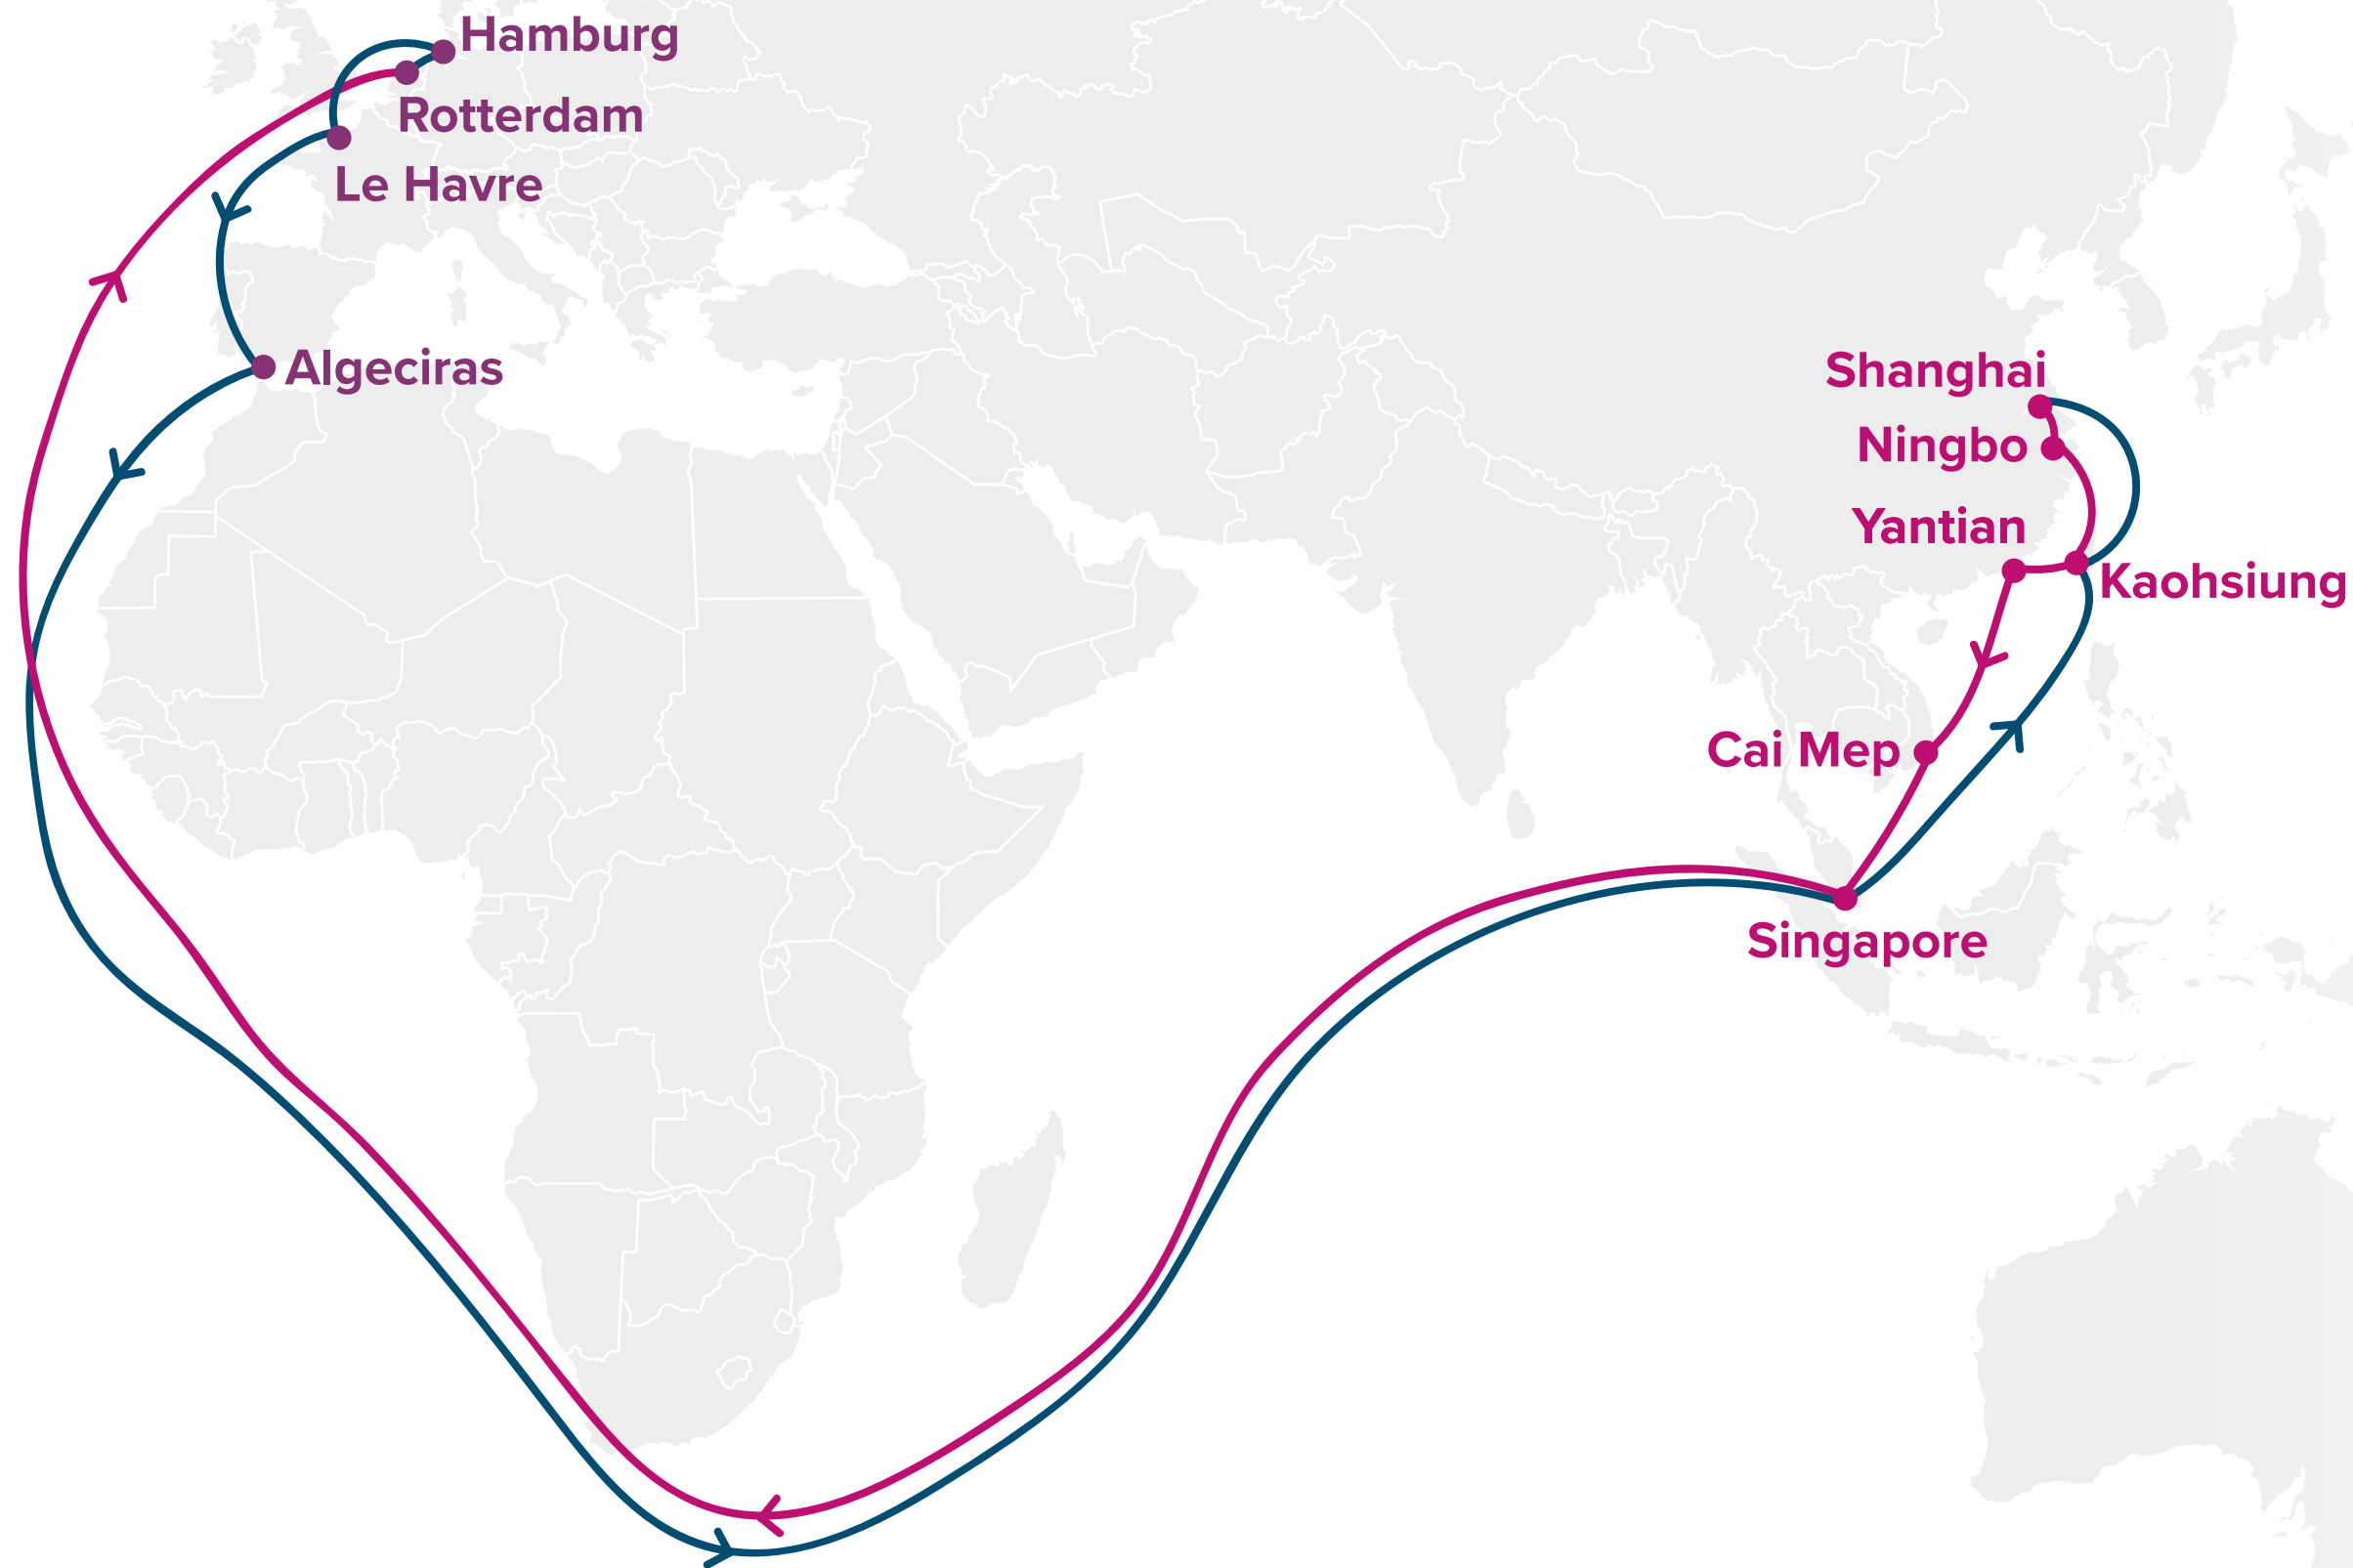 Hamburg
Rotterdam
Le Havre
Algeciras
Shanghai
Ningbo
Yantian
Kaohsiung
Cai Mep
Singapore